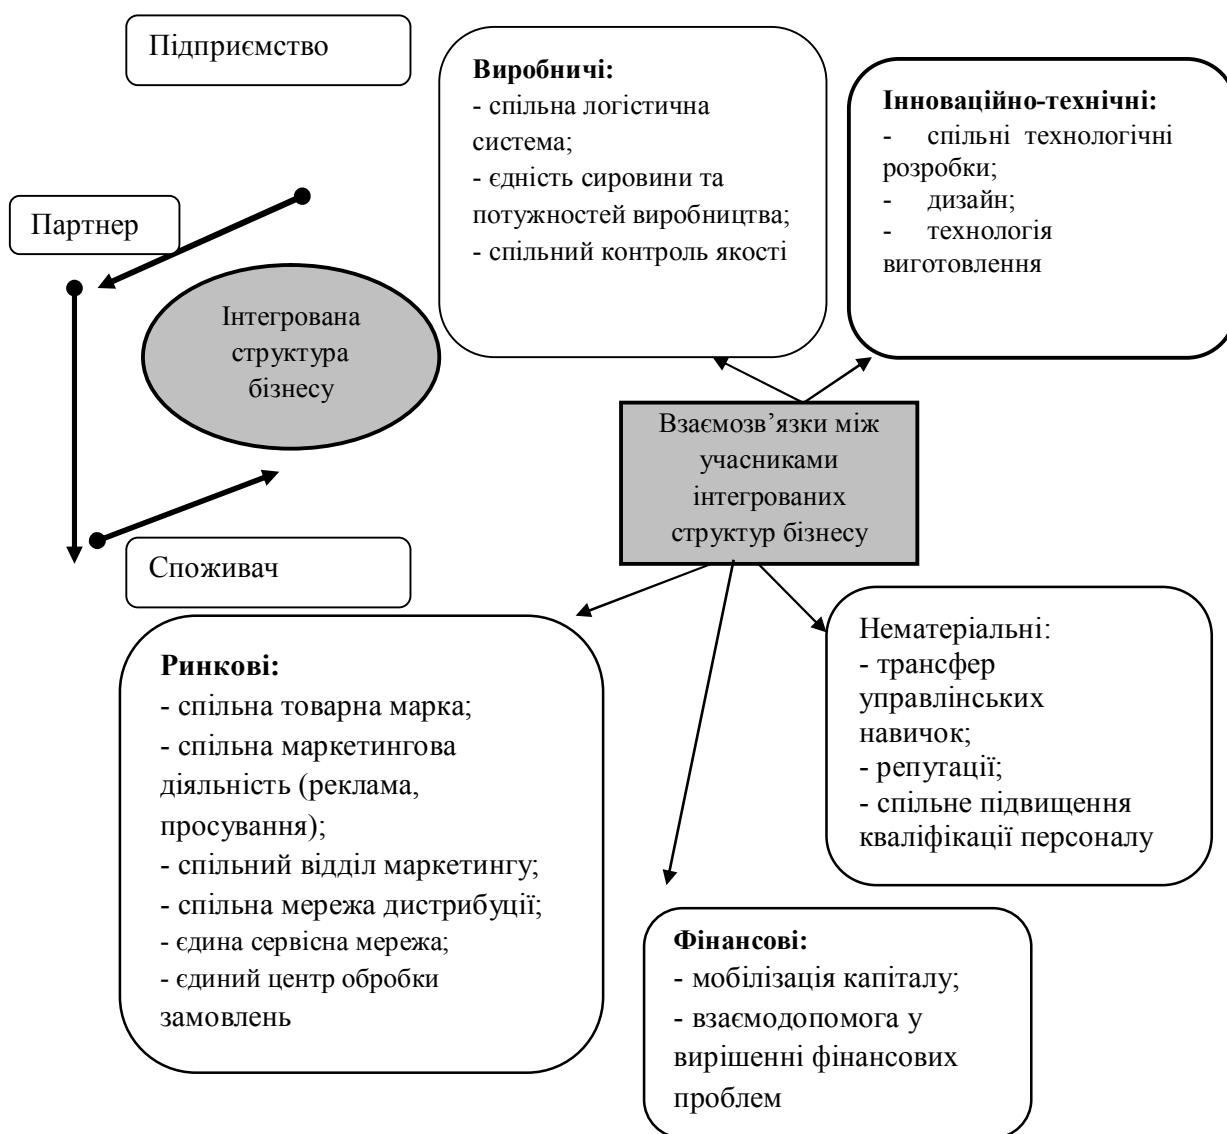 Підприємство
Виробничі:
- спільна логістична
система;
- єдність сировини та
потужностей виробництва;
- спільний контроль якості
Інноваційно-технічні:
- спільні технологічні
розробки;
- дизайн;
- технологія
виготовлення
Партнер
Інтегрована
структура
бізнесу
Взаємозв’язки між
учасниками
інтегрованих
структур бізнесу
Споживач
Ринкові:
- спільна товарна марка;
- спільна маркетингова
діяльність (реклама,
просування);
- спільний відділ маркетингу;
- спільна мережа дистрибуції;
- єдина сервісна мережа;
- єдиний центр обробки
замовлень
Нематеріальні:
- трансфер
управлінських
навичок;
- репутації;
- спільне підвищення
кваліфікації персоналу
Фінансові:
- мобілізація капіталу;
- взаємодопомога у
вирішенні фінансових
проблем